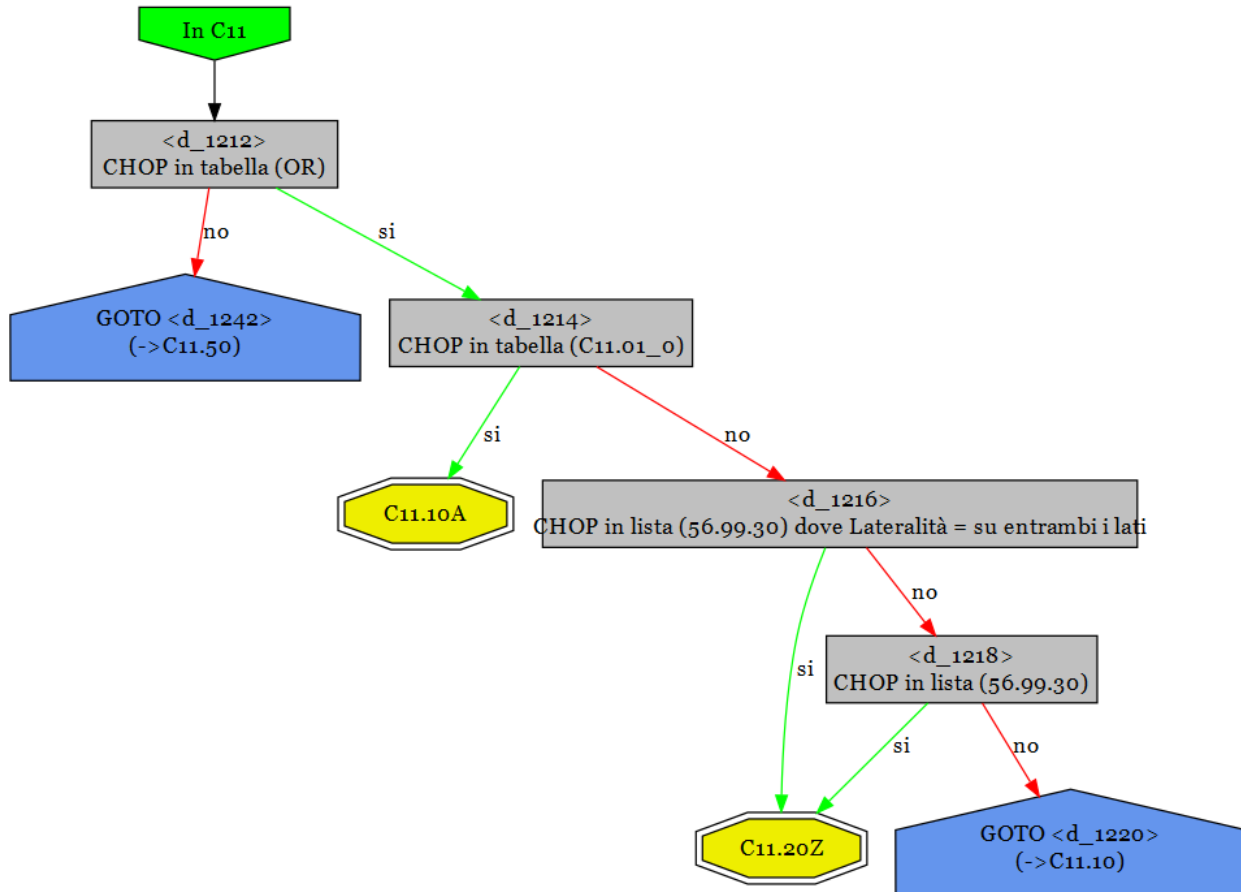 In C11
<d_1212>
CHOP in tabella (OR)
no
si
GOTO <d_1242>
(->C11.50)
<d_1214>
CHOP in tabella (C11.01_0)
si
no
C11.10A
<d_1216>
CHOP in lista (56.99.30) dove Lateralità = su entrambi i lati
no
si
<d_1218>
CHOP in lista (56.99.30)
si
no
C11.20Z
GOTO <d_1220>
(->C11.10)